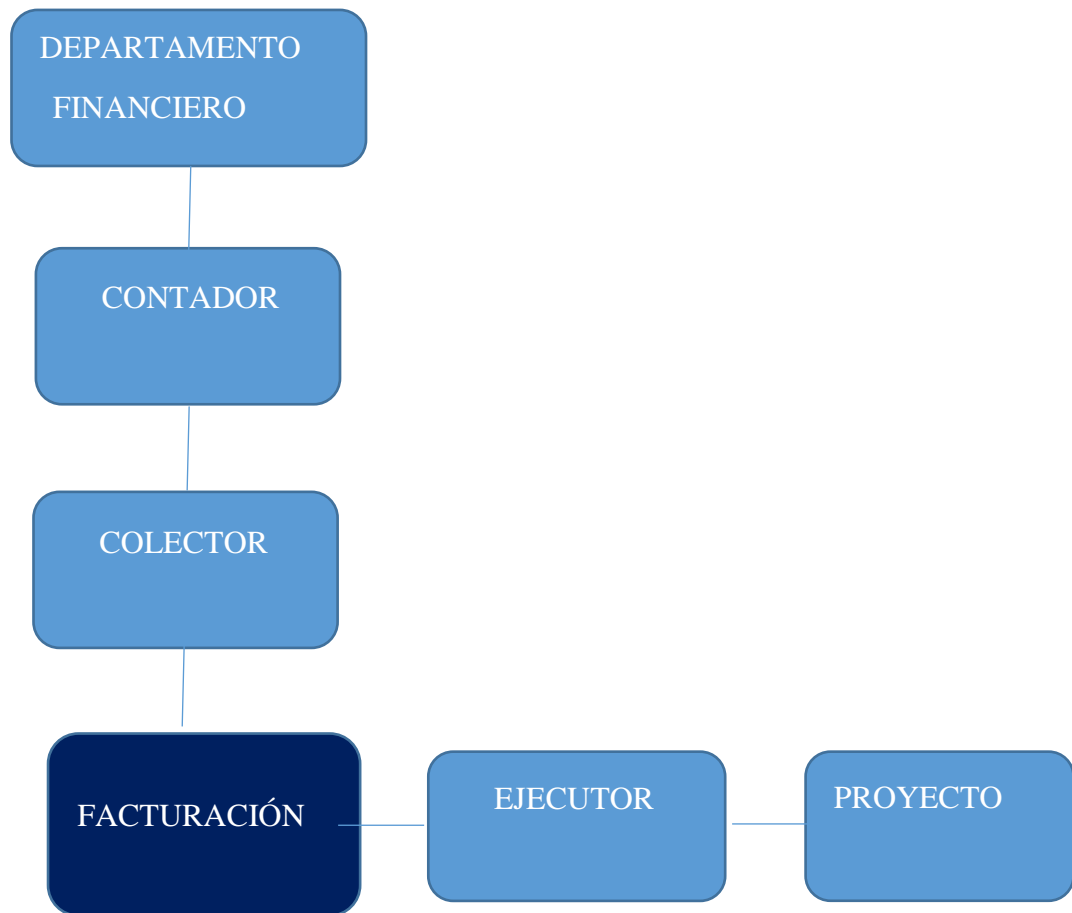 DEPARTAMENTO
FINANCIERO
CONTADOR
COLECTOR
FACTURACIÓN
EJECUTOR
PROYECTO